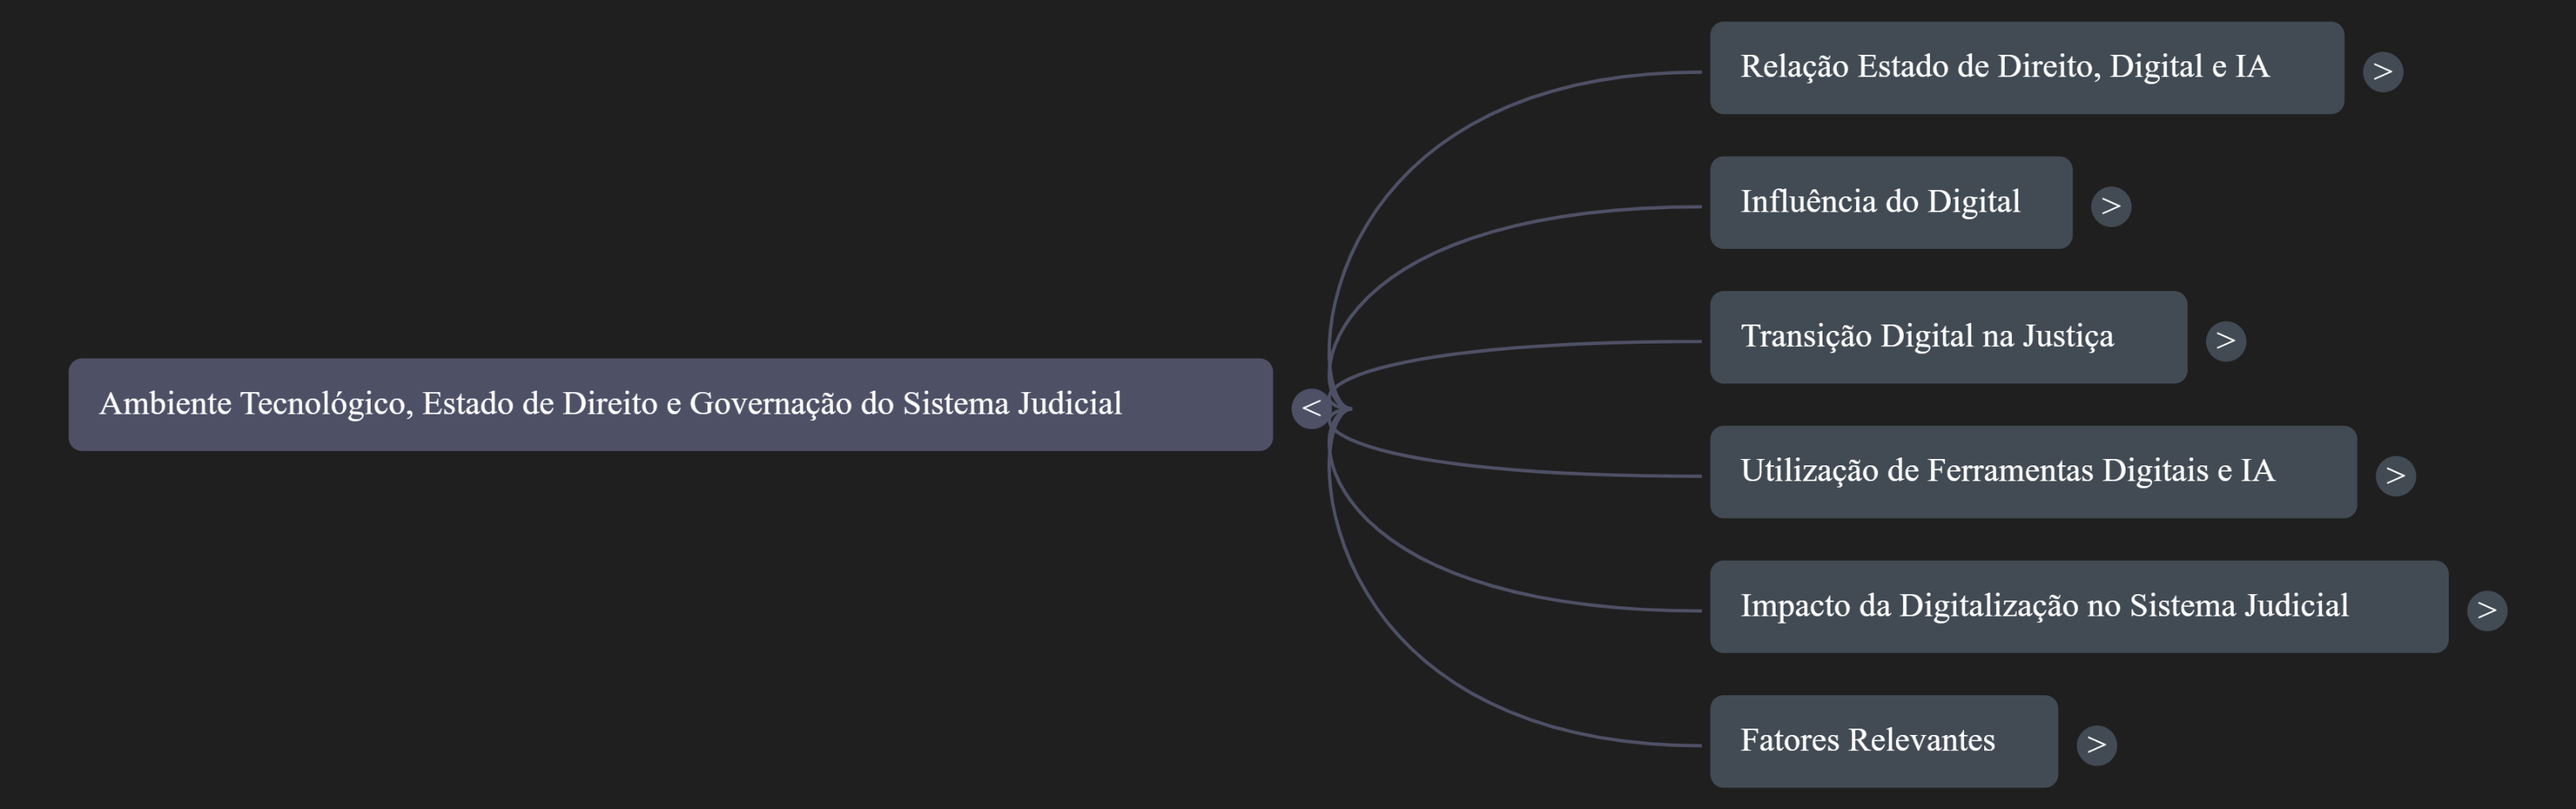 Relação Estado de Direito, Digital e IA
>
Influência do Digital
>
Transição Digital na Justiça
>
Ambiente Tecnológico, Estado de Direito e Governação do Sistema Judicial
<
Utilização de Ferramentas Digitais e IA
>
Impacto da Digitalização no Sistema Judicial
>
Fatores Relevantes
>